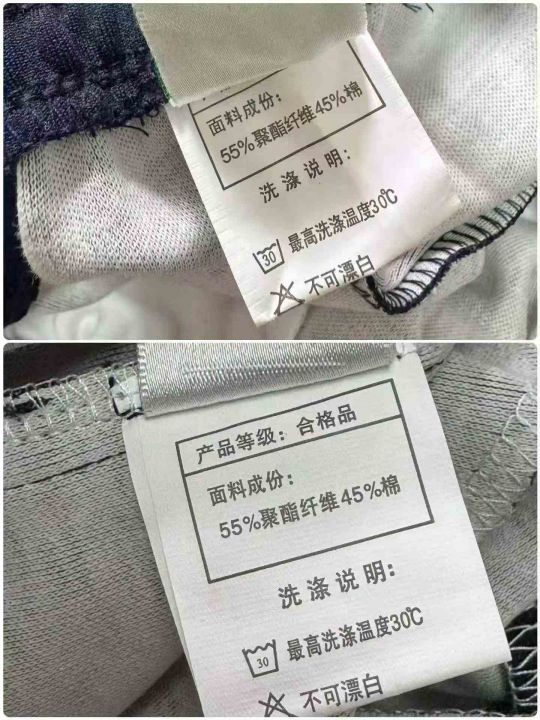 面料成份：
55%聚酯纤维45%棉
洗涤说明：
30
最高洗涤温度30℃
不可漂白
产品等级：合格品
面料成份：
55%聚酯纤维45%棉
洗涤说明：
30
最高洗涤温度30℃
不可漂白